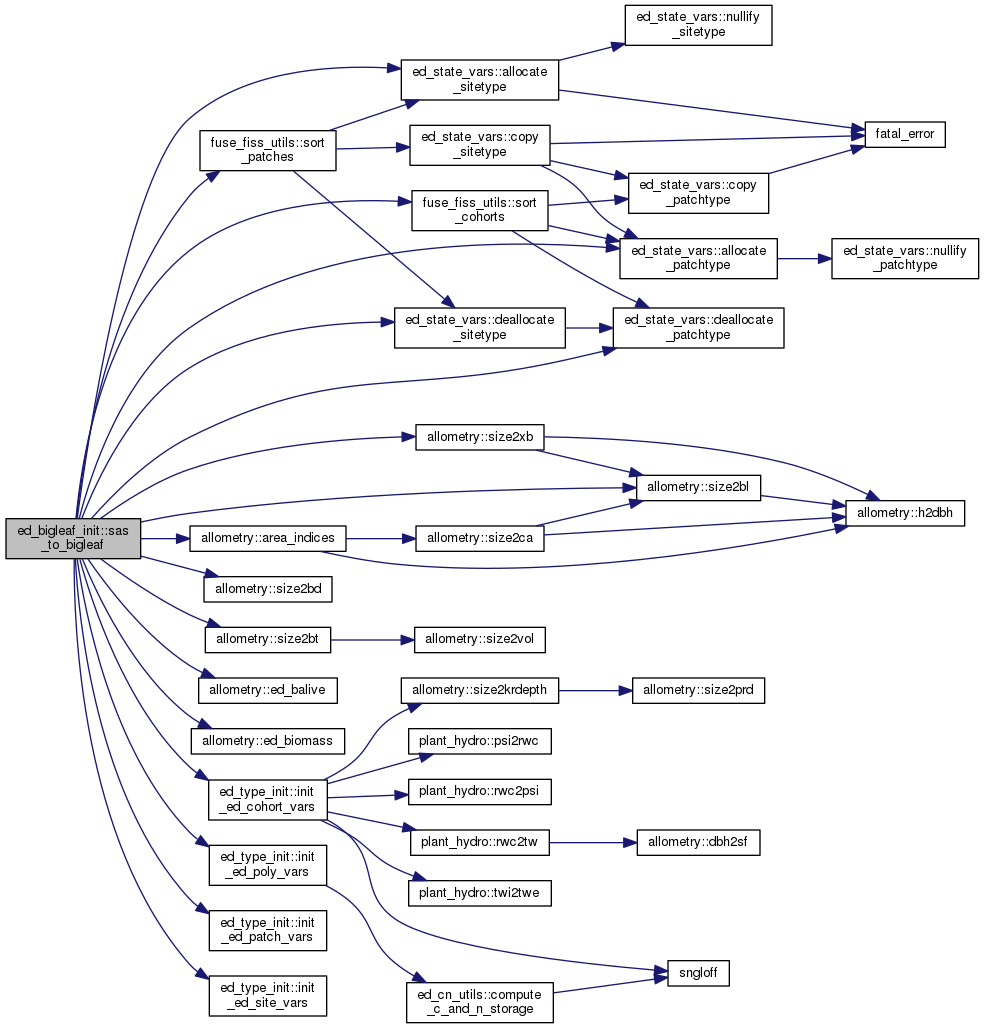 ed_state_vars::nullify
_sitetype
ed_state_vars::allocate
_sitetype
fatal_error
fuse_fiss_utils::sort
_patches
ed_state_vars::copy
_sitetype
ed_state_vars::copy
_patchtype
fuse_fiss_utils::sort
_cohorts
ed_state_vars::allocate
_patchtype
ed_state_vars::nullify
_patchtype
ed_state_vars::deallocate
_sitetype
ed_state_vars::deallocate
_patchtype
allometry::size2xb
allometry::size2bl
allometry::h2dbh
ed_bigleaf_init::sas
_to_bigleaf
allometry::area_indices
allometry::size2ca
allometry::size2bd
allometry::size2bt
allometry::size2vol
allometry::ed_balive
allometry::size2krdepth
allometry::size2prd
allometry::ed_biomass
plant_hydro::psi2rwc
ed_type_init::init
_ed_cohort_vars
plant_hydro::rwc2psi
plant_hydro::rwc2tw
allometry::dbh2sf
ed_type_init::init
_ed_poly_vars
plant_hydro::twi2twe
ed_type_init::init
_ed_patch_vars
sngloff
ed_type_init::init
_ed_site_vars
ed_cn_utils::compute
_c_and_n_storage